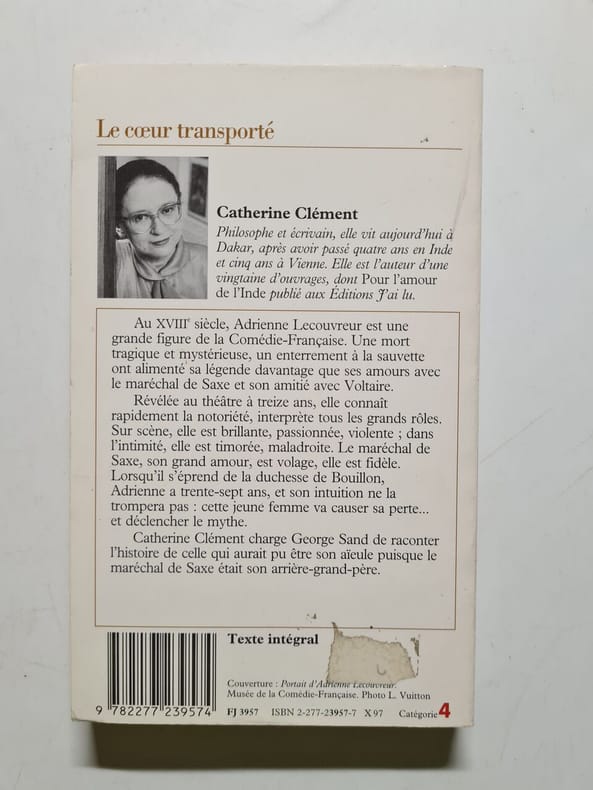 Le cœur transporté
Catherine Clément
Philosophe et écrivain, elle vit aujourd'hui à
Dakar, après avoir passé quatre ans en Inde
et cinq ans à Vienne. Elle est l'auteur d'une
vingtaine d'ouvrages, dont Pour l'amour
de l'Inde publié aux Éditions J'ai lu.
Au XVIIIe siècle, Adrienne Lecouvreur est une
grande figure de la Comédie-Française. Une mort
tragique et mystérieuse, un enterrement à la sauvette
ont alimenté sa légende davantage que ses amours avec
le maréchal de Saxe et son amitié avec Voltaire.
Révélée au théâtre à treize ans, elle connaît
rapidement la notoriété, interprète tous les grands rôles.
Sur scène, elle est brillante, passionnée, violente ; dans
l'intimité, elle est timorée, maladroite. Le maréchal de
Saxe, son grand amour, est volage, elle est fidèle.
Lorsqu'il s'éprend de la duchesse de Bouillon,
Adrienne a trente-sept ans, et son intuition ne la
trompera pas : cette jeune femme va causer sa perte...
et déclencher le mythe.
Catherine Clément charge George Sand de raconter
l'histoire de celle qui aurait pu être son aïeule puisque le
maréchal de Saxe était son arrière-grand-père.
Texte intégral
Couverture : Portait d'Adrienne Lecouvreur.
Musée de la Comédie-Française. Photo L. Vuitton
9 782277 239574
FJ 3957 ISBN 2-277-23957-7 X 97 Catégorie 4